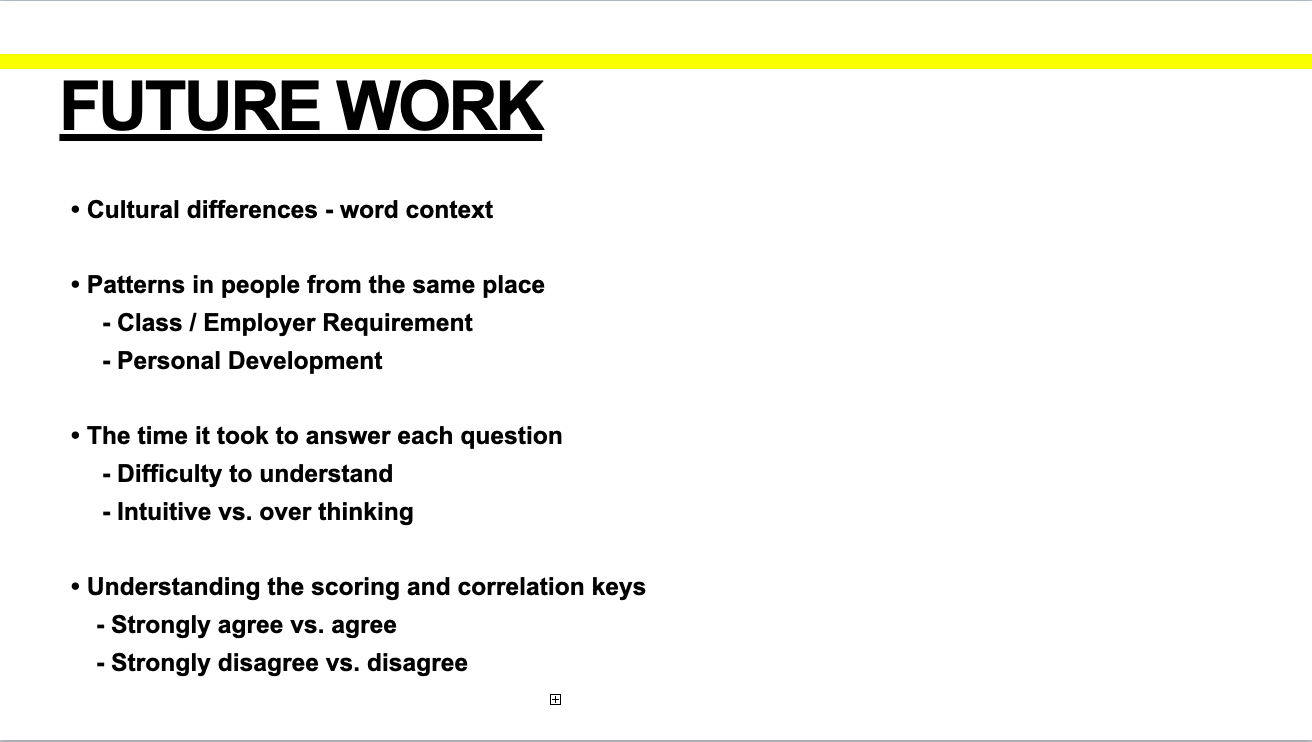 FUTURE WORK
• Cultural differences - word context
• Patterns in people from the same place
- Class / Employer Requirement
- Personal Development
• The time it took to answer each question
- Difficulty to understand
- Intuitive vs. over thinking
• Understanding the scoring and correlation keys
- Strongly agree vs. agree
- Strongly disagree vs. disagree